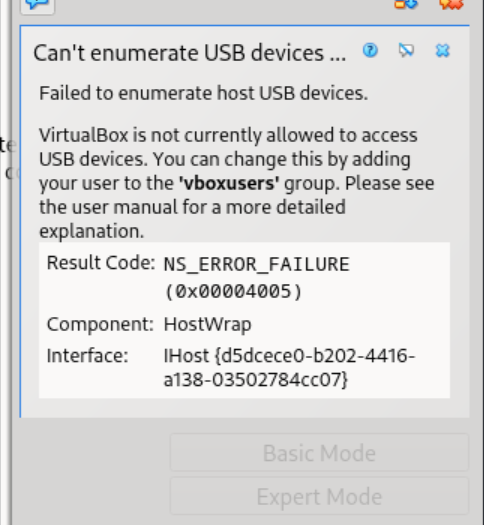 Can't enumerate USB devices ...
Failed to enumerate host USB devices.
VirtualBox is not currently allowed to access
USB devices. You can change this by adding
your user to the 'vboxusers' group. Please see
the user manual for a more detailed
explanation.
Result Code: NS_ERROR_FAILURE
(0x00004005)
Component: HostWrap
Interface: IHost {d5dcece0-b202-4416-
a138-03502784cc07}
Basic Mode
Expert Mode